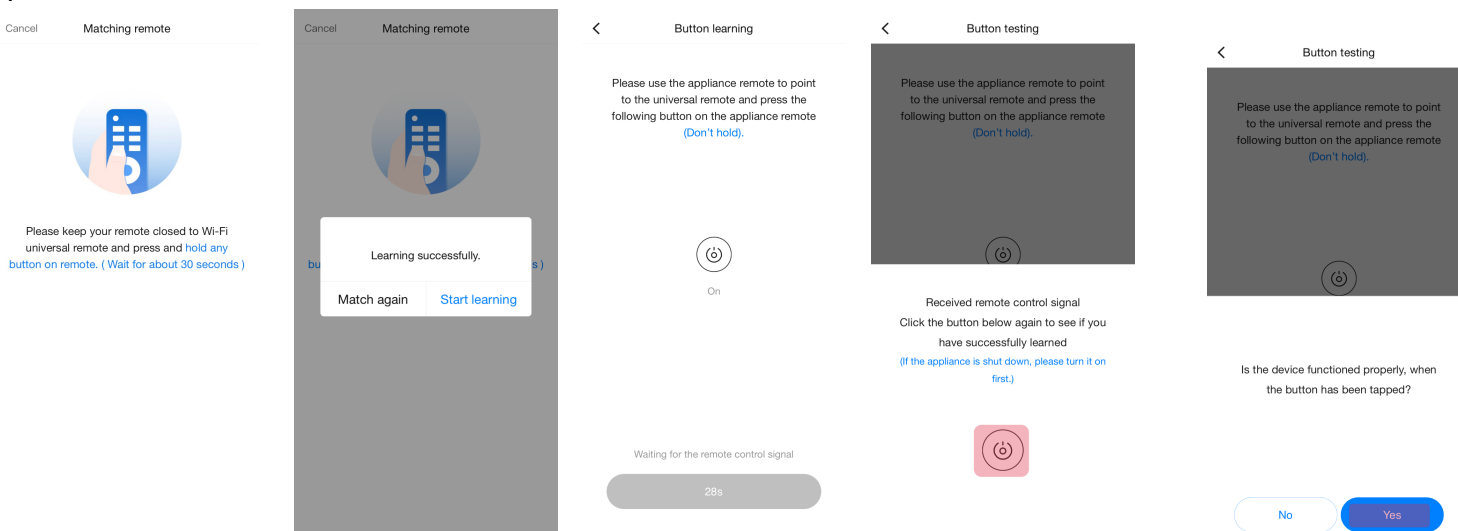 Cancel
Matching remote
Please keep your remote closed to Wi-Fi
universal remote and press and hold any
button on remote. ( Wait for about 30 seconds )
Cancel
Matching remote
Learning successfully.
bu
s )
Match again
Start learning
Button learning
Please use the appliance remote to point
to the universal remote and press the
following button on the appliance remote
(Don't hold).
On
Waiting for the remote control signal
28s
Button testing
Please use the appliance remote to point
to the universal remote and press the
following button on the appliance remote
(Don't hold).
Received remote control signal
Click the button below again to see if you
have successfully learned
(If the appliance is shut down, please turn it on
first.)
Button testing
Please use the appliance remote to point
to the universal remote and press the
following button on the appliance remote
(Don't hold).
Is the device functioned properly, when
the button has been tapped?
No
Yes